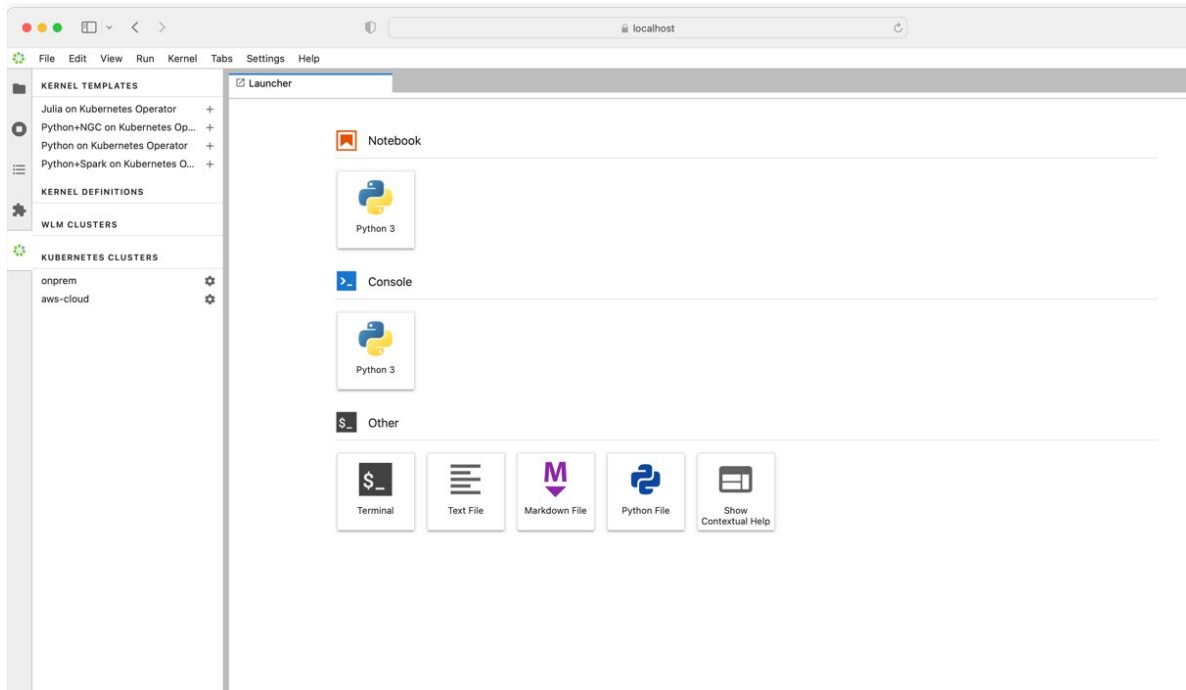 localhost
File Edit View Run Kernel Tabs Settings Help
KERNEL TEMPLATES
Julia on Kubernetes Operator +
Python+NGC on Kubernetes Op... +
Python on Kubernetes Operator +
Python+Spark on Kubernetes O... +
KERNEL DEFINITIONS
WLM CLUSTERS
KUBERNETES CLUSTERS
onprem
aws-cloud
Launcher
Notebook
Python 3
>_ Console
Python 3
$_ Other
$_
Terminal
Text File
M
Markdown File
Python File
Show
Contextual Help